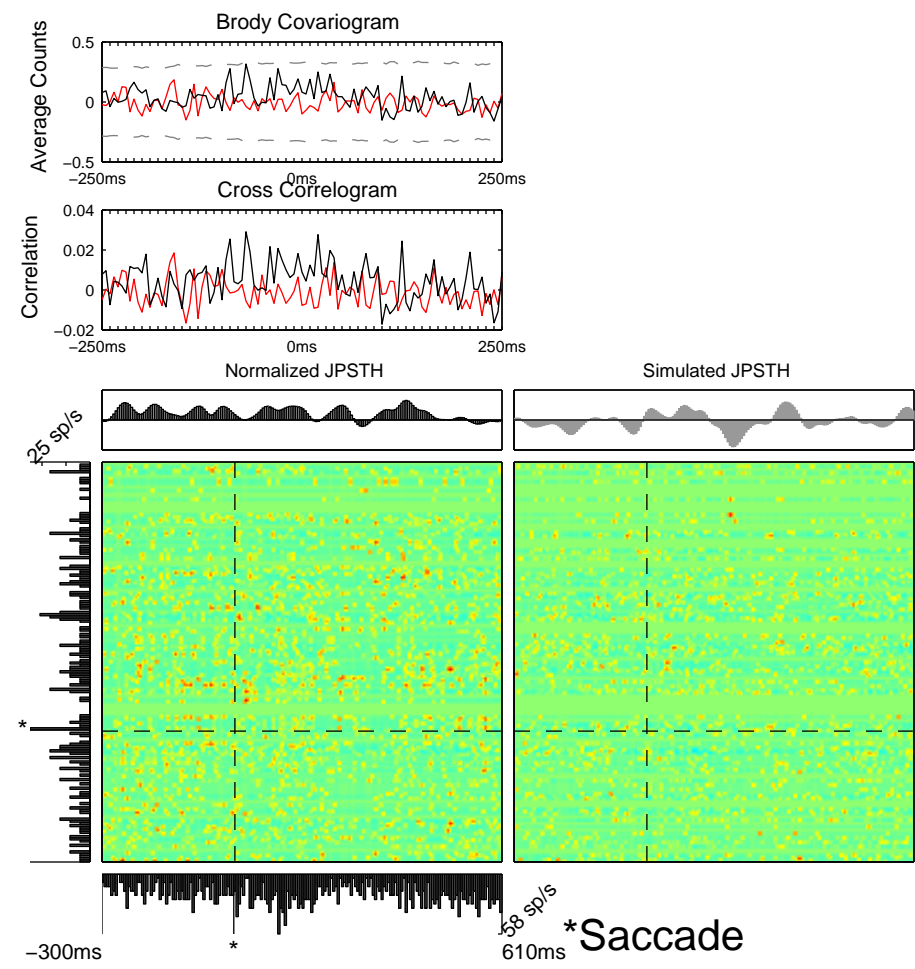 Brody Covariogram
Average Counts
0.5
0
−0.5
−250ms 0ms 250ms
Cross Correlogram
Correlation
0.04
0.02
0
−0.02
−250ms 0ms 250ms
Normalized JPSTH
Simulated JPSTH
25 sp/s
*
58 sp/s
*
−300ms
610ms
*Saccade